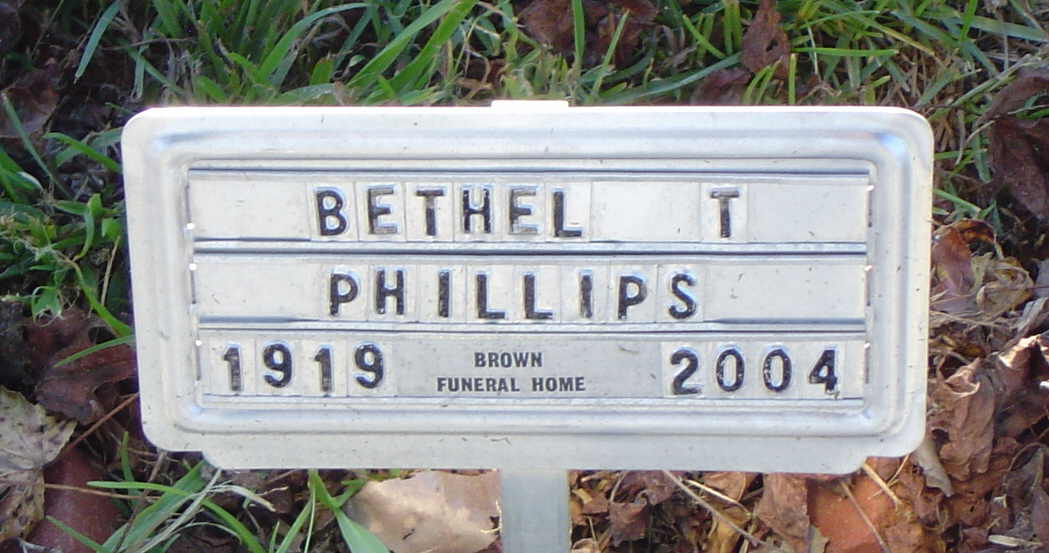 BETHEL T
PHILLIPS
1919 BROWN 2004
FUNERAL HOME